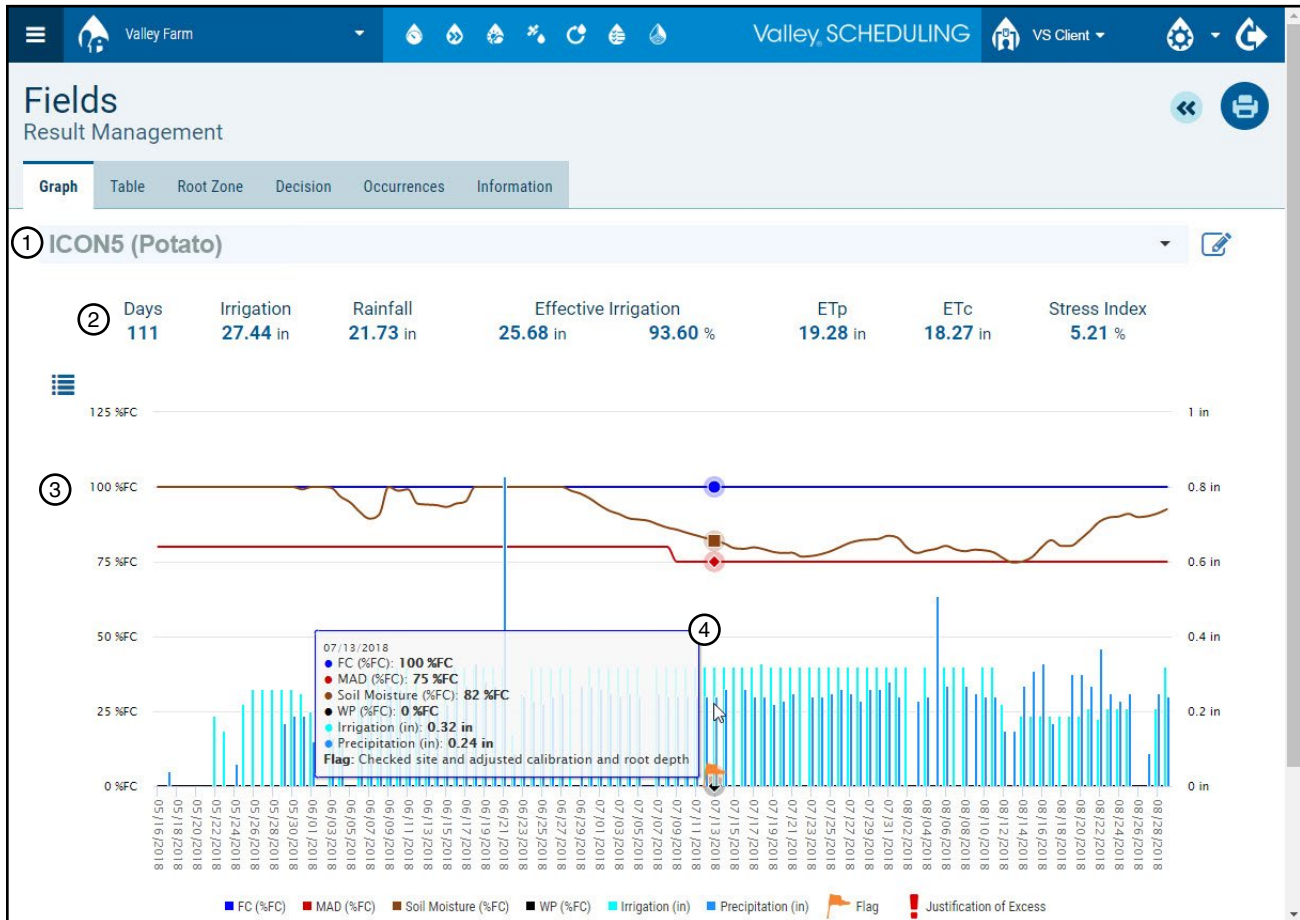 Valley Farm
Valley® SCHEDULING
VS Client
Fields
Result Management
Graph Table Root Zone Decision Occurrences Information
1 ICON5 (Potato)
2 Days Irrigation Rainfall Effective Irrigation ETp ETc Stress Index
111 27.44 in 21.73 in 25.68 in 93.60 % 19.28 in 18.27 in 5.21 %
125 %FC 1 in
3 100 %FC 0.8 in
75 %FC 0.6 in
50 %FC 0.4 in
4
07/13/2018
FC (%FC): 100 %FC
MAD (%FC): 75 %FC
Soil Moisture (%FC): 82 %FC
WP (%FC): 0 %FC
Irrigation (in): 0.32 in
Precipitation (in): 0.24 in
Flag: Checked site and adjusted calibration and root depth
25 %FC 0.2 in
0 %FC 0 in
05/16/2018
05/18/2018
05/20/2018
05/22/2018
05/24/2018
05/26/2018
05/28/2018
05/30/2018
06/01/2018
06/03/2018
06/05/2018
06/07/2018
06/09/2018
06/11/2018
06/13/2018
06/15/2018
06/17/2018
06/19/2018
06/21/2018
06/23/2018
06/25/2018
06/27/2018
06/29/2018
07/01/2018
07/03/2018
07/05/2018
07/07/2018
07/09/2018
07/11/2018
07/13/2018
07/15/2018
07/17/2018
07/19/2018
07/21/2018
07/23/2018
07/25/2018
07/27/2018
07/29/2018
07/31/2018
08/02/2018
08/04/2018
08/06/2018
08/08/2018
08/10/2018
08/12/2018
08/14/2018
08/16/2018
08/18/2018
08/20/2018
08/22/2018
08/24/2018
08/26/2018
08/28/2018
FC (%FC) MAD (%FC) Soil Moisture (%FC) WP (%FC) Irrigation (in) Precipitation (in) Flag Justification of Excess